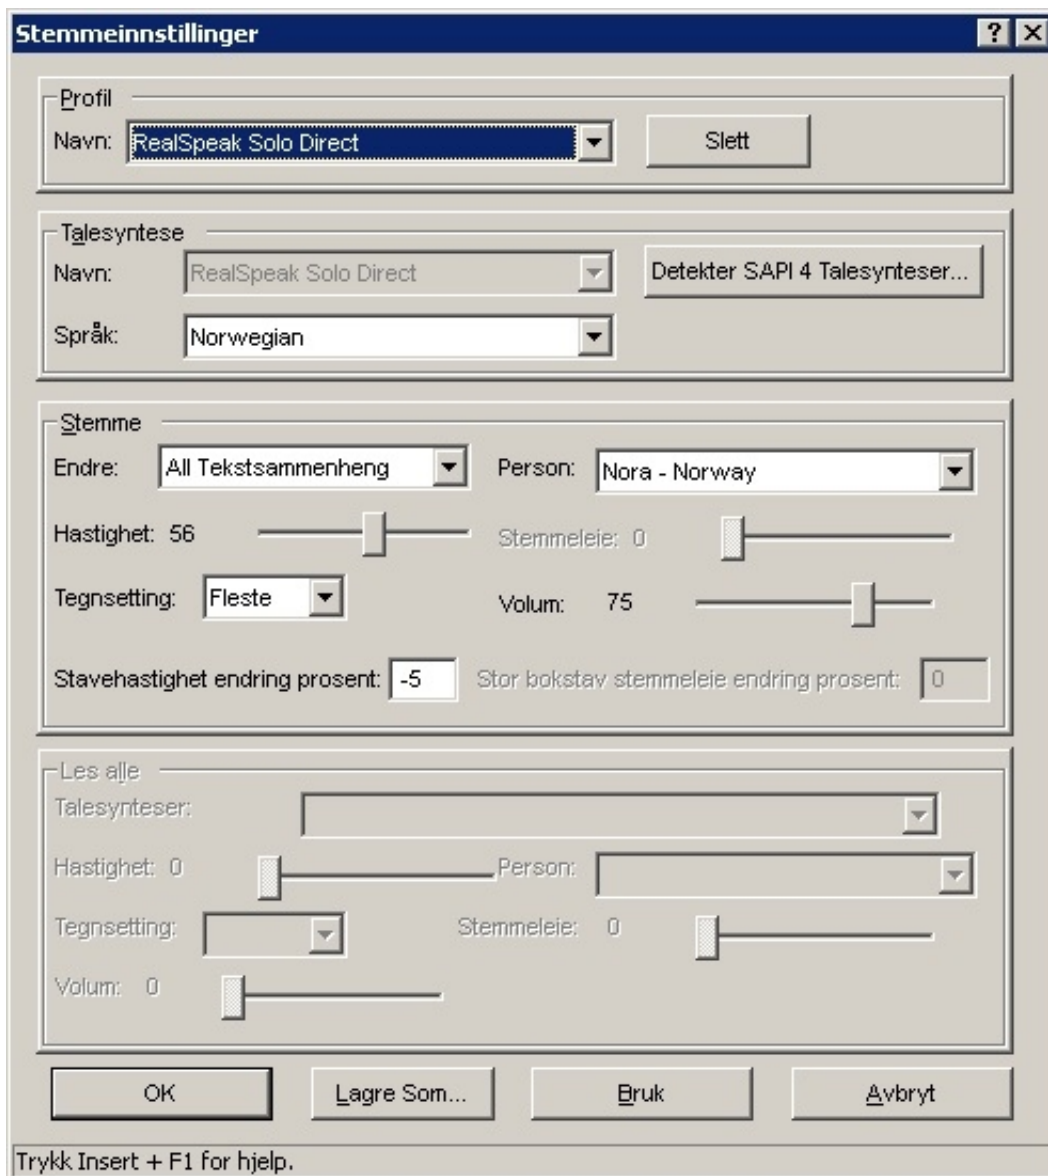 Stemmeinnstillinger
Profil
Navn: RealSpeak Solo Direct Slett
Talesyntese
Navn: RealSpeak Solo Direct Detekter SAPI 4 Talesynteser...
Språk: Norwegian
Stemme
Endre: All Tekstsammenheng Person: Nora - Norway
Hastighet: 56 Stemmeleie: 0
Tegnsetting: Fleste Volum: 75
Stavehastighet endring prosent: -5 Stor bokstav stemmeleie endring prosent: 0
Les alle
Talesynteser:
Hastighet: 0 Person:
Tegnsetting: Stemmeleie: 0
Volum: 0
OK Lagre Som... Bruk Avbryt
Trykk Insert + F1 for hjelp.